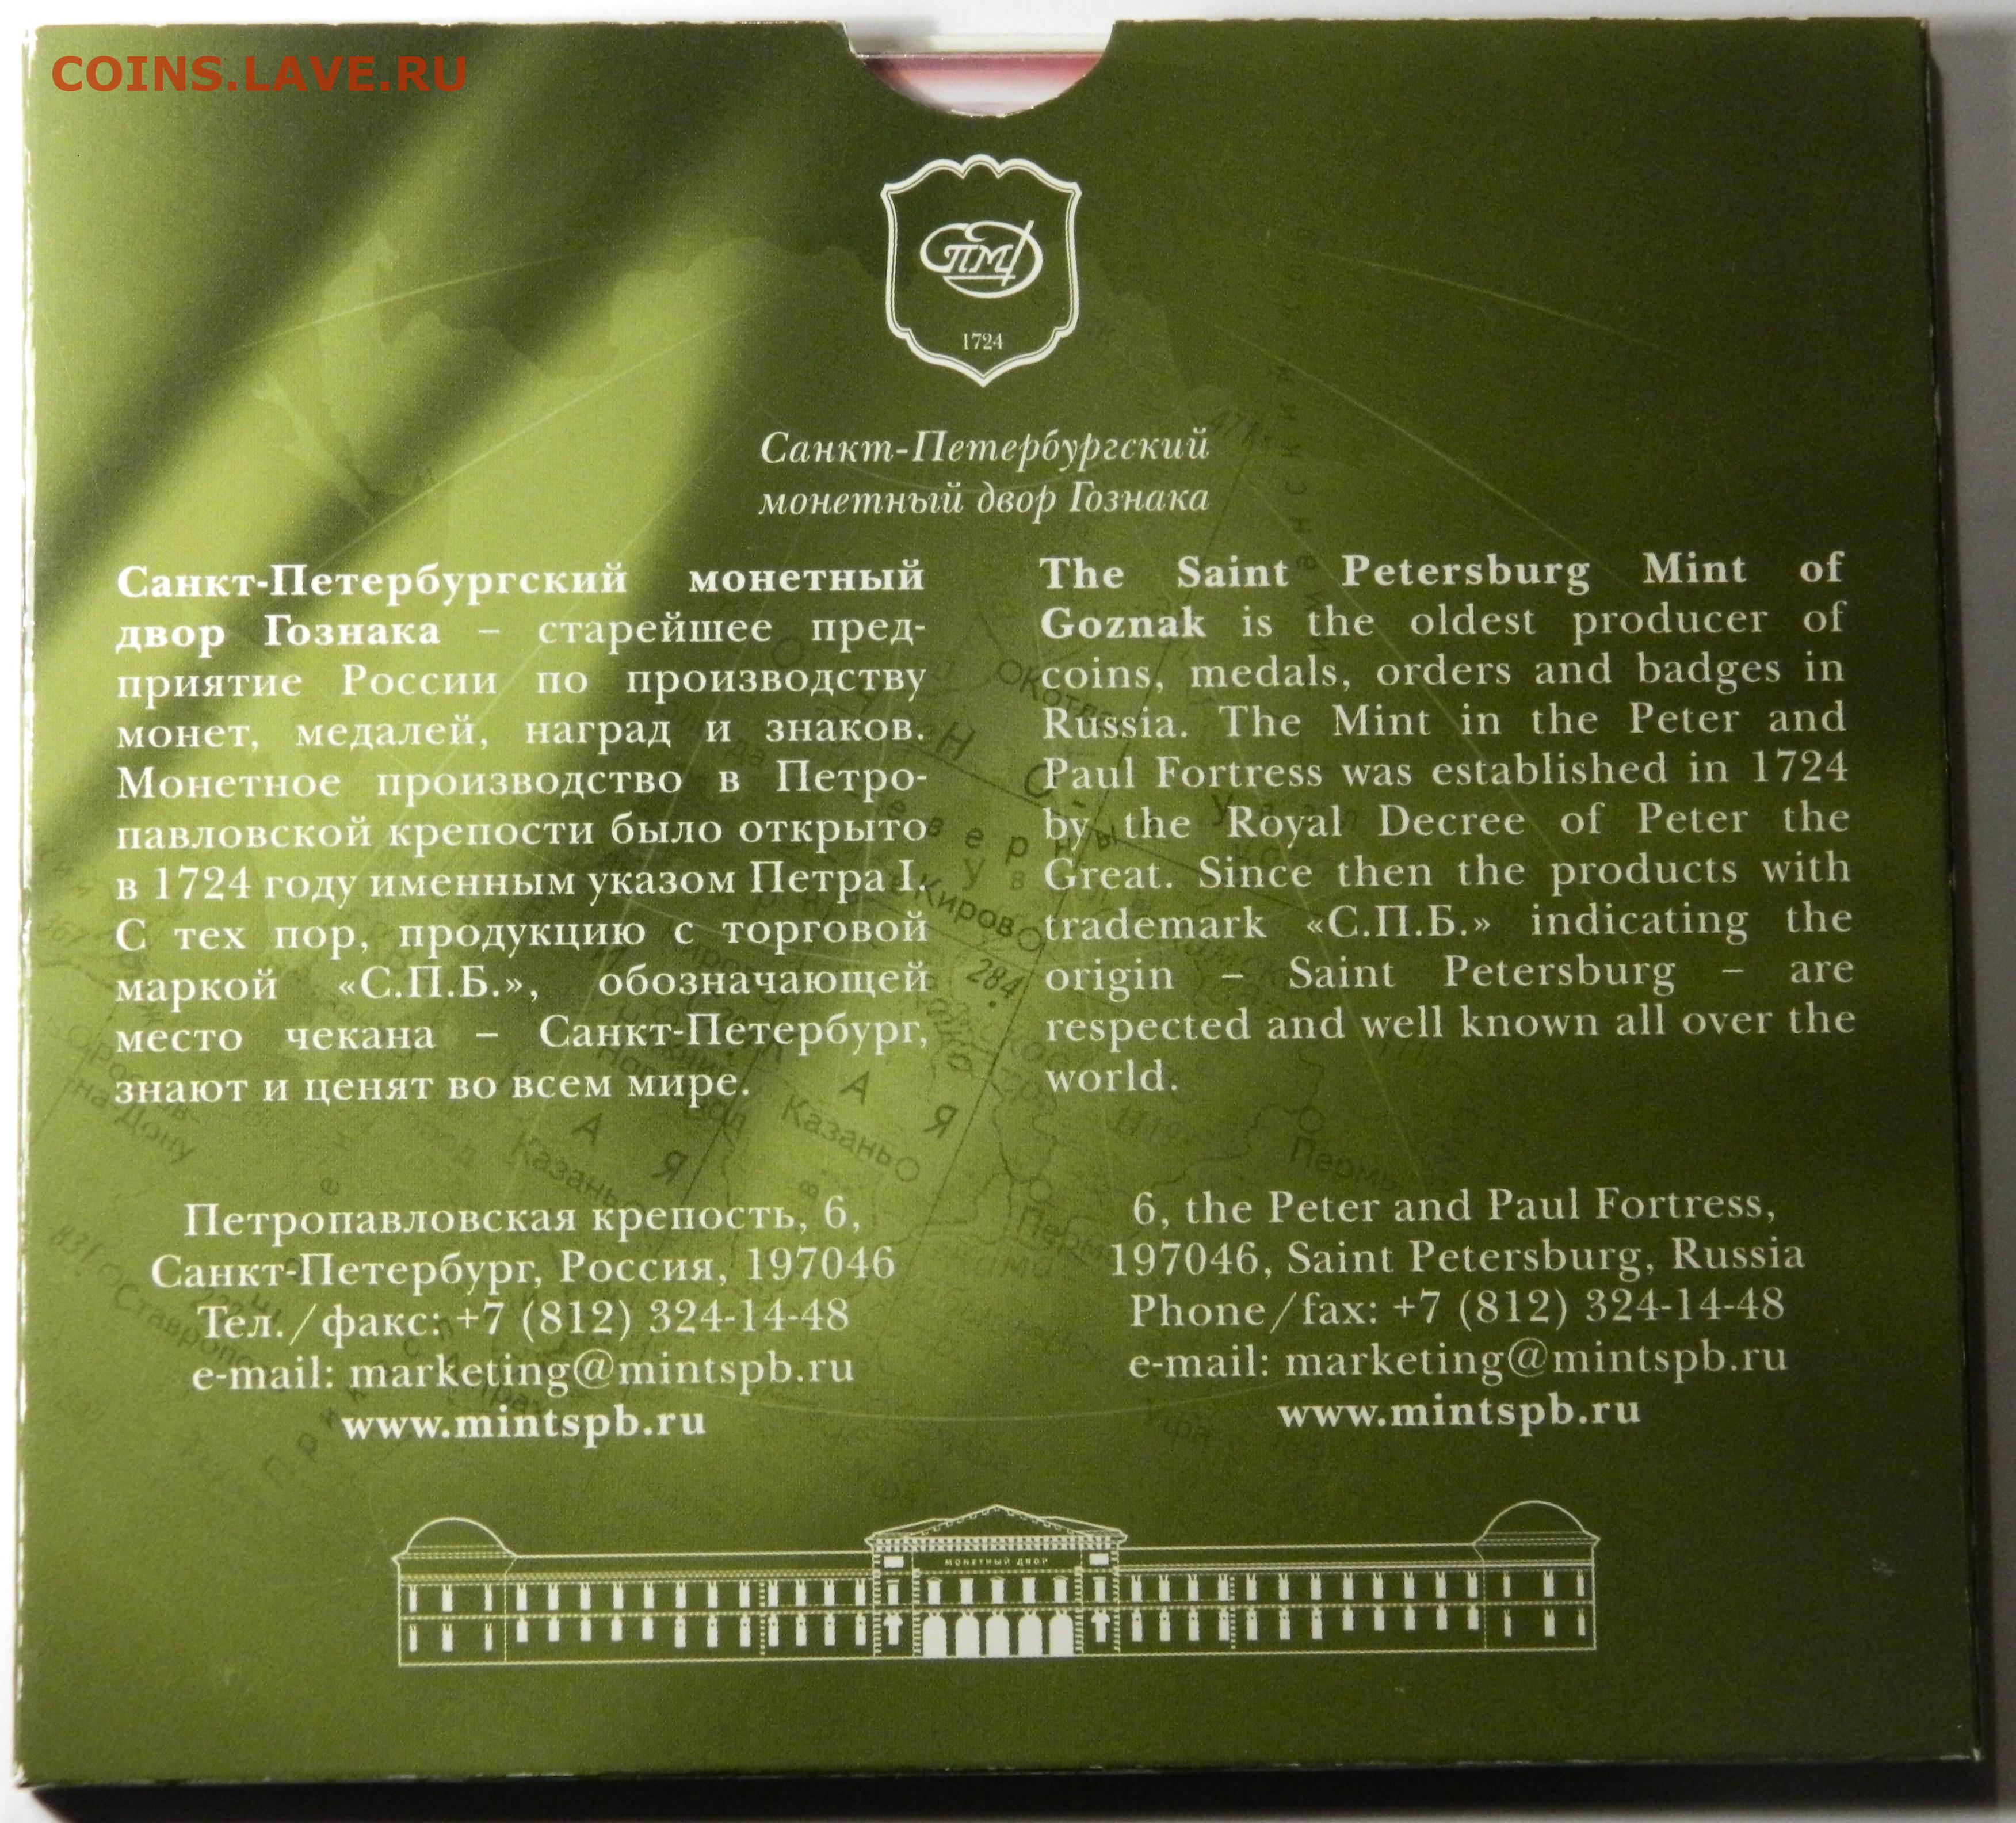 COINS.LAVE.RU
СПМД
1724
Санкт-Петербургский
монетный двор Гознака
Санкт-Петербургский монетный
двор Гознака – старейшее пред-
приятие России по производству
монет, медалей, наград и знаков.
Монетное производство в Петро-
павловской крепости было открыто
в 1724 году именным указом Петра I.
С тех пор, продукцию с торговой
маркой «С.П.Б.», обозначающей
место чекана – Санкт-Петербург,
знают и ценят во всем мире.
Петропавловская крепость, 6,
Санкт-Петербург, Россия, 197046
Тел./факс: +7 (812) 324-14-48
e-mail: marketing@mintspb.ru
www.mintspb.ru
The Saint Petersburg Mint of
Goznak is the oldest producer of
coins, medals, orders and badges in
Russia. The Mint in the Peter and
Paul Fortress was established in 1724
by the Royal Decree of Peter the
Great. Since then the products with
trademark «С.П.Б.» indicating the
origin – Saint Petersburg – are
respected and well known all over the
world.
6, the Peter and Paul Fortress,
197046, Saint Petersburg, Russia
Phone/fax: +7 (812) 324-14-48
e-mail: marketing@mintspb.ru
www.mintspb.ru
Киров
284
Казань
Казань
Пермь
МОНЕТНЫЙ ДВОР